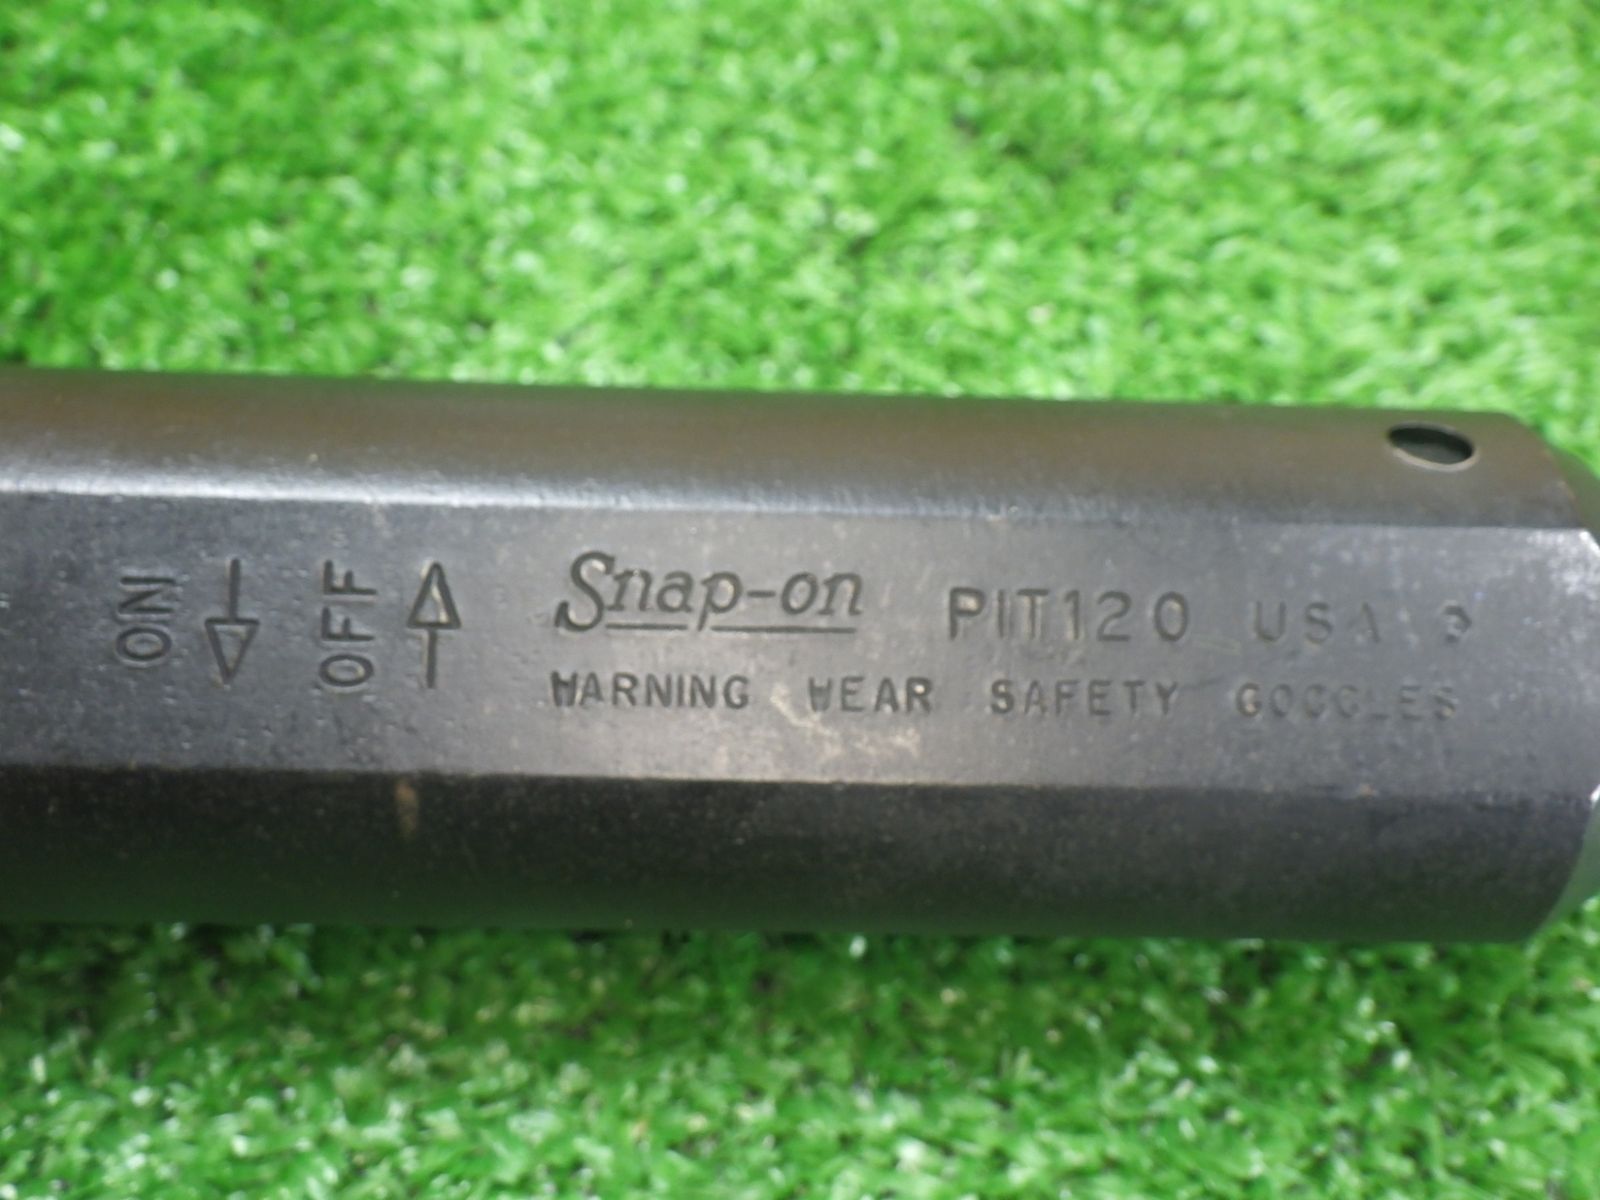 ON
OFF
Snap-on PIT120 USA
WARNING WEAR SAFETY GOGGLES